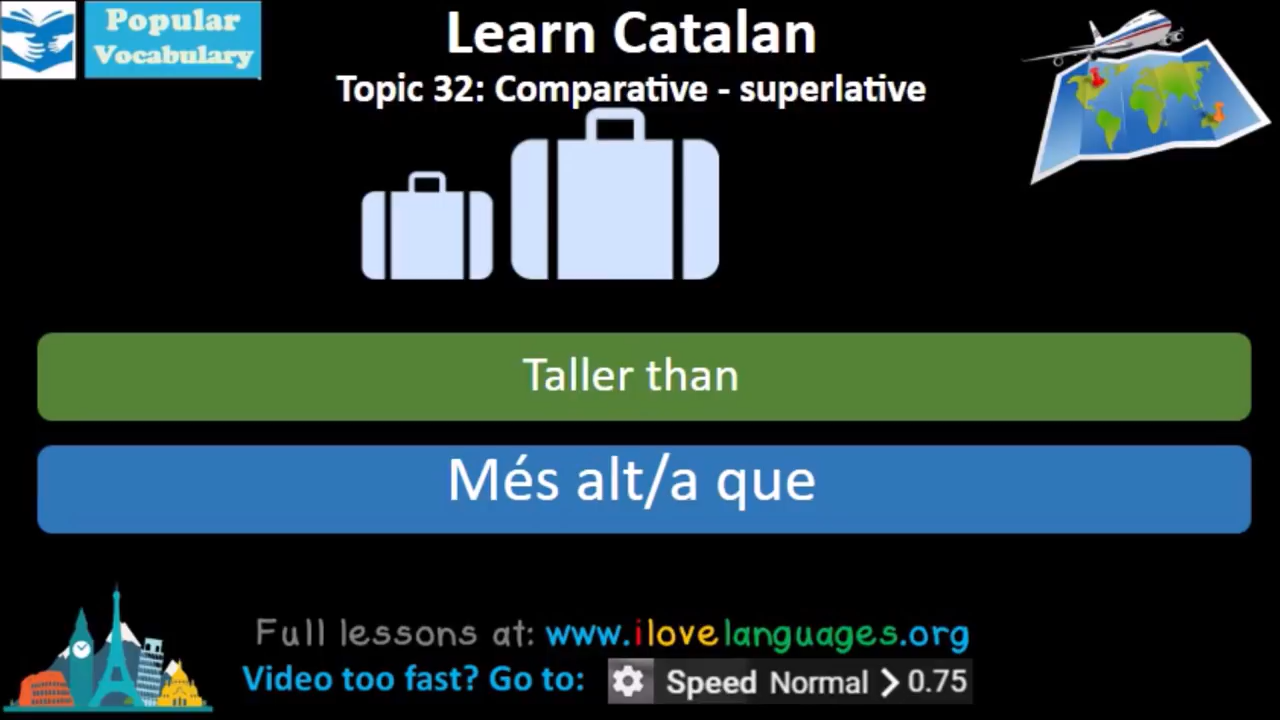 Popular
Vocabulary
Learn Catalan
Topic 32: Comparative - superlative
Taller than
Més alt/a que
Full lessons at: www.ilovelanguages.org
Video too fast? Go to: Speed Normal > 0.75